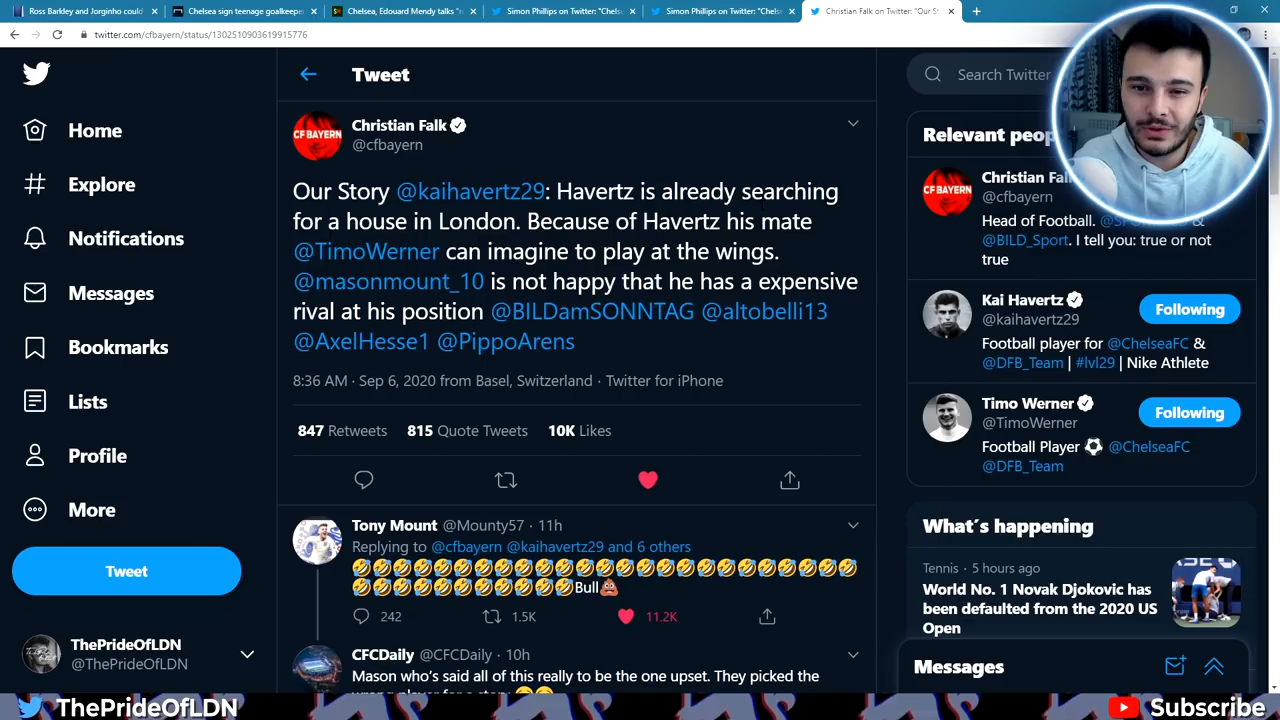 Ross Barkley and Jorginho could
Chelsea sign teenage goalkeepe
Chelsea, Edouard Mendy talks "n
Simon Phillips on Twitter: "Chels
Simon Phillips on Twitter: "Chels
Christian Falk on Twitter: "Our S
twitter.com/cfbayern/status/1302510903619915776
Home
Explore
Notifications
Messages
Bookmarks
Lists
Profile
More
Tweet
ThePrideOfLDN
@ThePrideOfLDN
Tweet
CF BAYERN
Christian Falk
@cfbayern
Our Story @kaihavertz29: Havertz is already searching
for a house in London. Because of Havertz his mate
@TimoWerner can imagine to play at the wings.
@masonmount_10 is not happy that he has a expensive
rival at his position @BILDamSONNTAG @altobelli13
@AxelHesse1 @PippoArens
8:36 AM · Sep 6, 2020 from Basel, Switzerland · Twitter for iPhone
847 Retweets 815 Quote Tweets 10K Likes
Tony Mount @Mounty57 · 11h
Replying to @cfbayern @kaihavertz29 and 6 others
🤣🤣🤣🤣🤣🤣🤣🤣🤣🤣🤣🤣🤣🤣🤣🤣🤣🤣🤣🤣🤣🤣🤣🤣🤣
🤣🤣🤣🤣🤣🤣🤣🤣🤣🤣🤣Bull💩
242 1.5K 11.2K
CFCDaily @CFCDaily · 10h
Mason who's said all of this really to be the one upset. They picked the
Search Twitter
Relevant peop
CF BAYERN
Christian Fal
@cfbayern
Head of Football. &
@BILD_Sport. I tell you: true or not
true
Kai Havertz
@kaihavertz29
Following
Football player for @ChelseaFC &
@DFB_Team | #lvl29 | Nike Athlete
Timo Werner
@TimoWerner
Following
Football Player ⚽ @ChelseaFC
@DFB_Team
What's happening
Tennis · 5 hours ago
World No. 1 Novak Djokovic has
been defaulted from the 2020 US
Open
Messages
ThePrideOfLDN
Subscribe